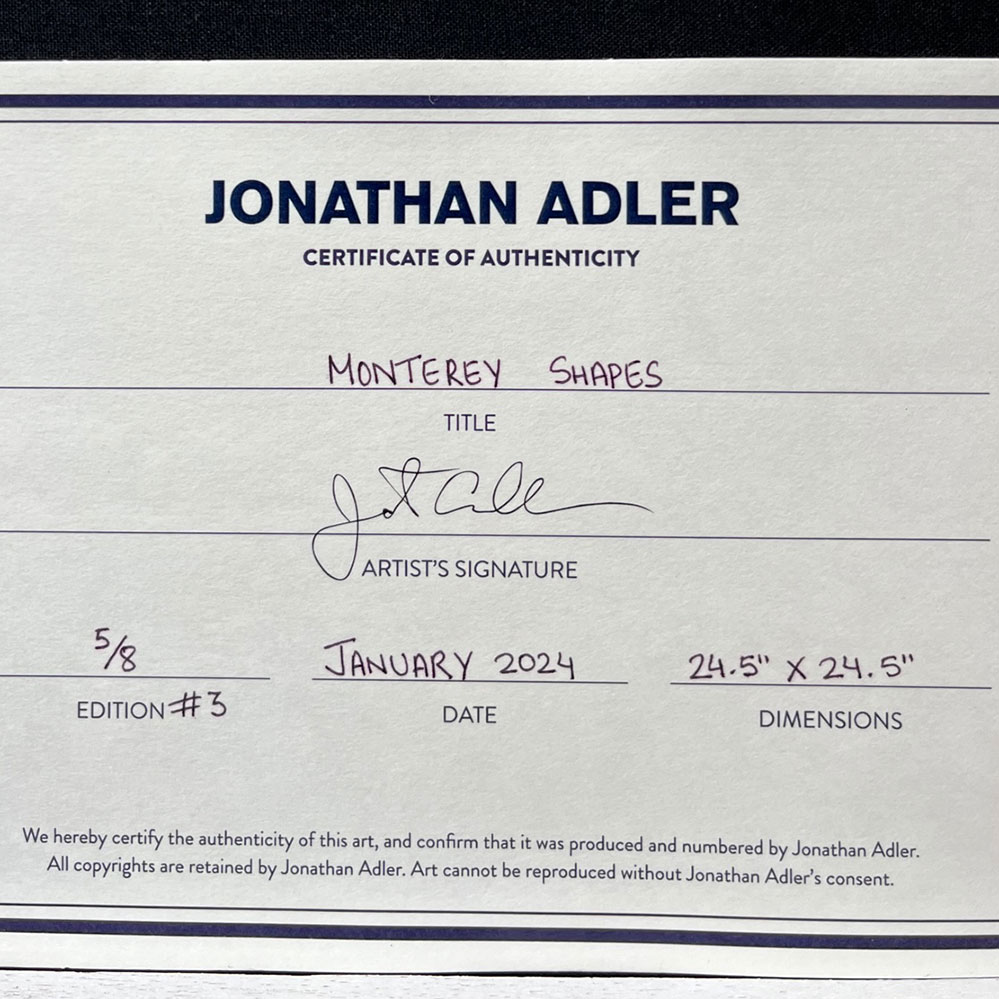 JONATHAN ADLER
CERTIFICATE OF AUTHENTICITY
MONTEREY SHAPES
TITLE
ARTIST'S SIGNATURE
5/8 JANUARY 2024 24.5" X 24.5"
EDITION #3 DATE DIMENSIONS
We hereby certify the authenticity of this art, and confirm that it was produced and numbered by Jonathan Adler.
All copyrights are retained by Jonathan Adler. Art cannot be reproduced without Jonathan Adler's consent.